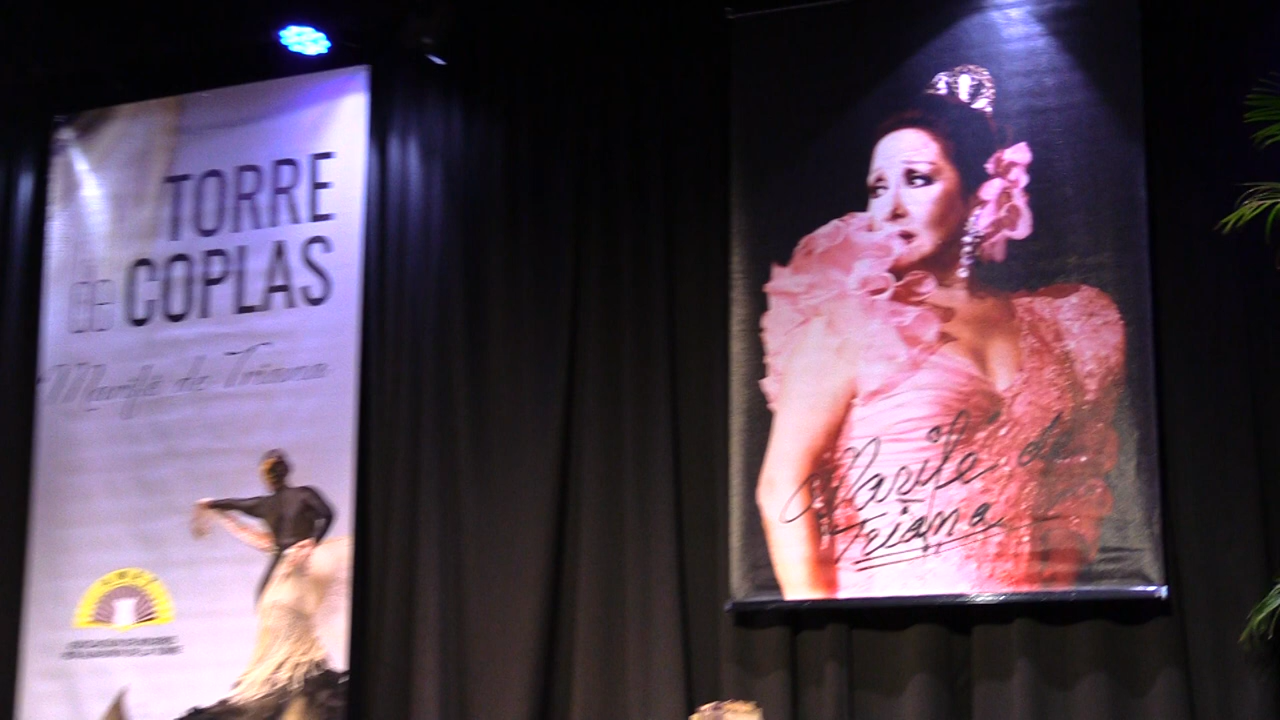 TORRE
de COPLAS
Marifé de Triana
Marifé de
Triana